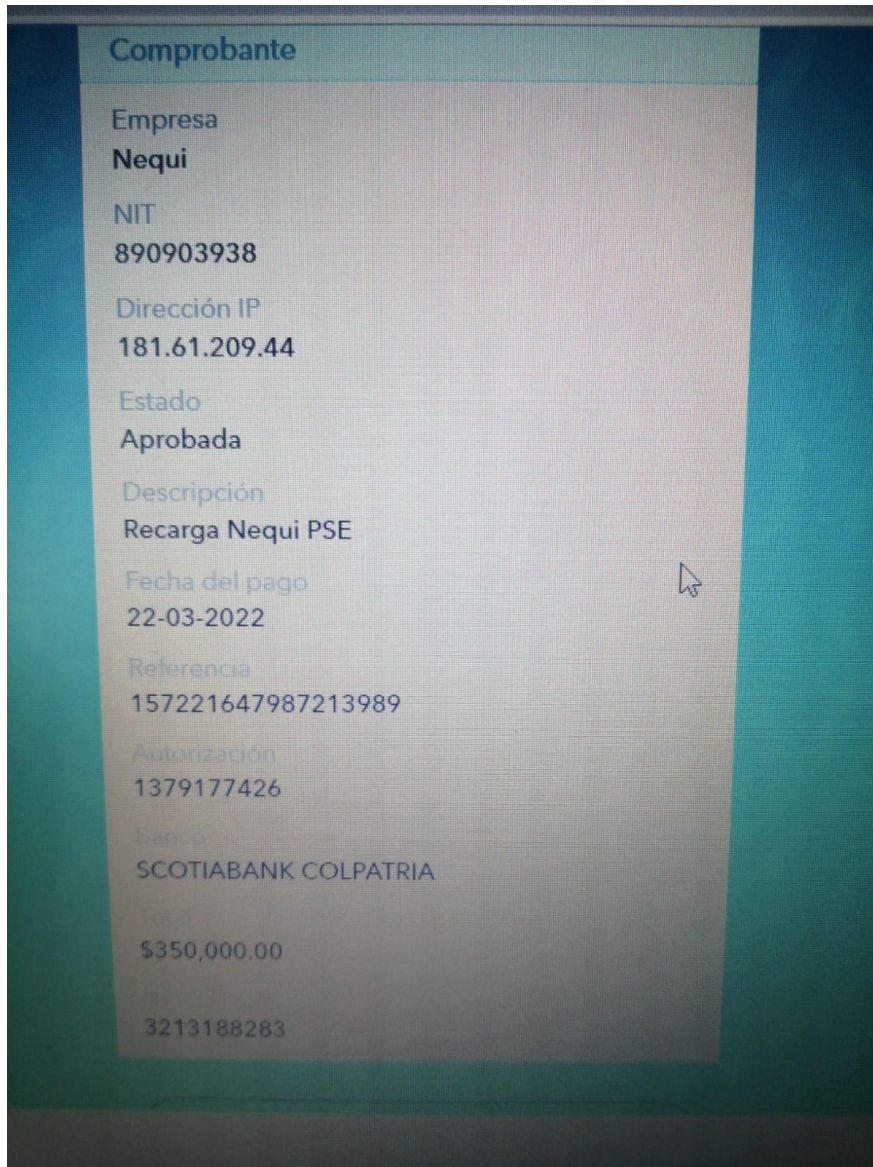 Comprobante
Empresa
Nequi
NIT
890903938
Dirección IP
181.61.209.44
Estado
Aprobada
Descripción
Recarga Nequi PSE
Fecha del pago
22-03-2022
Referencia
157221647987213989
Autorización
1379177426
Banco
SCOTIABANK COLPATRIA
Total
$350,000.00
3213188283